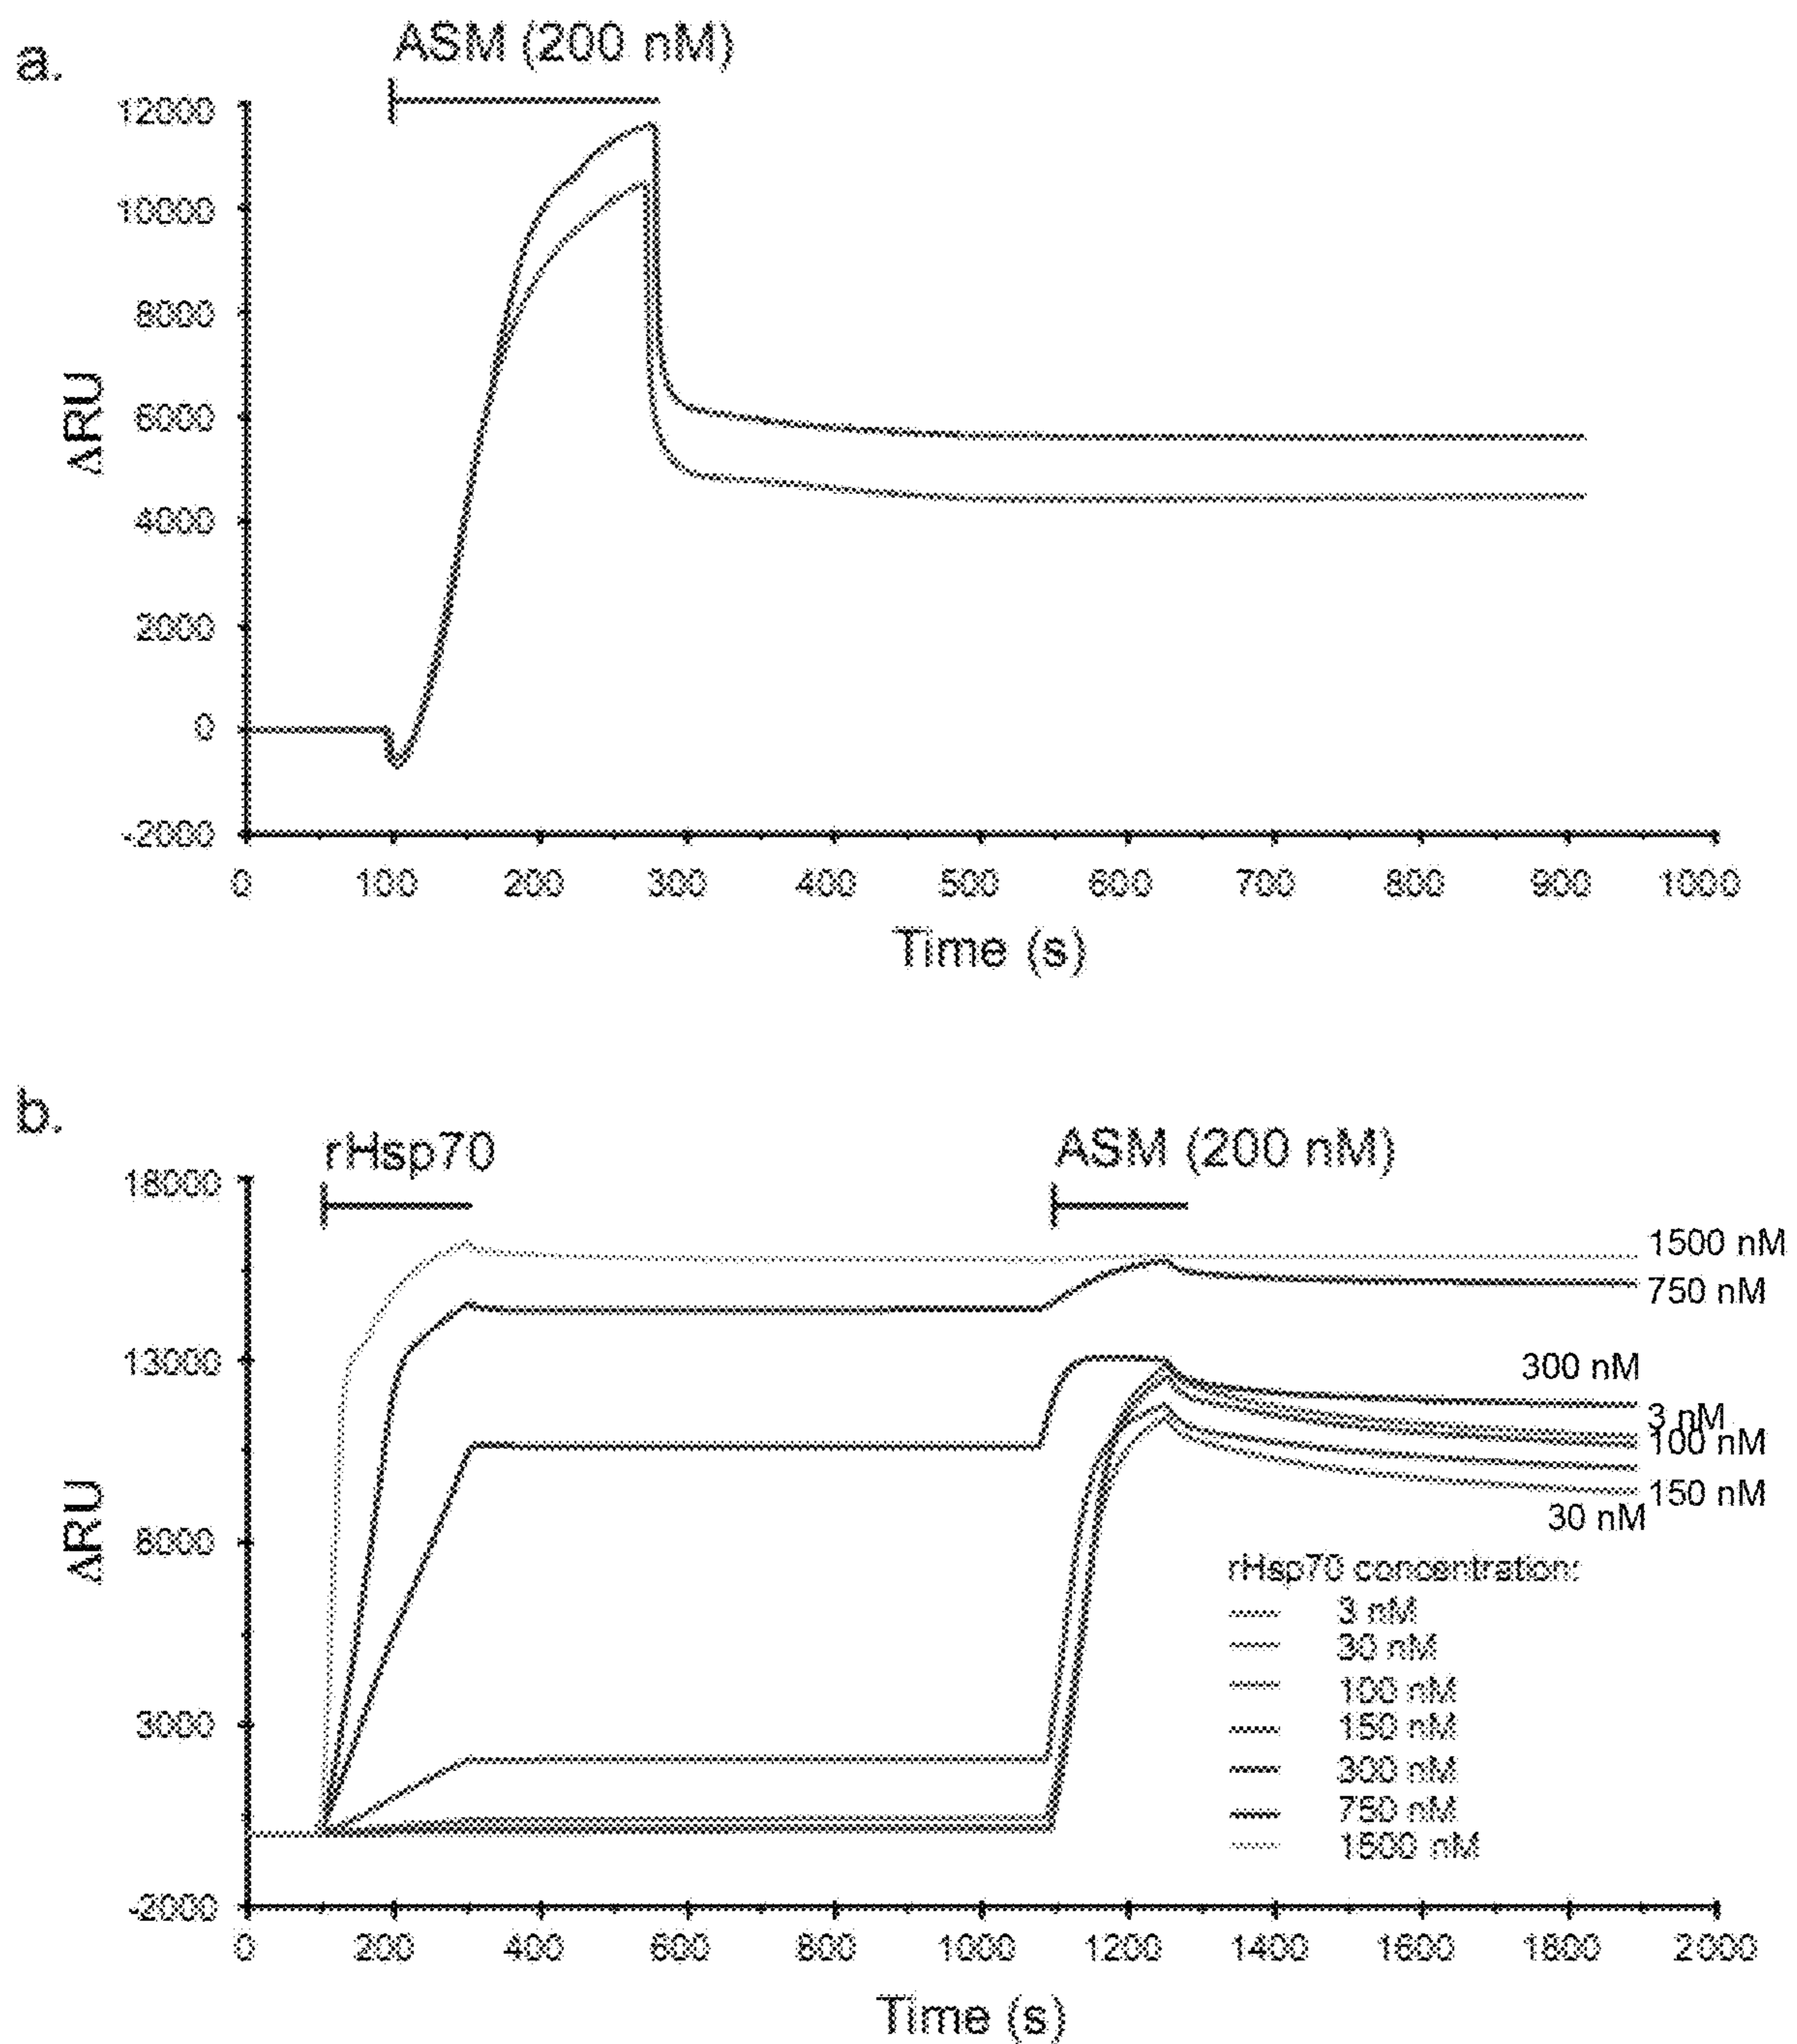 a.
ASM (200 nM)
12000
10000
8000
6000
4000
2000
0
-2000
ΔRU
0 100 200 300 400 500 600 700 800 900 1000
Time (s)
b.
rHsp70
ASM (200 nM)
18000
13000
8000
3000
-2000
ΔRU
1500 nM
750 nM
300 nM
3 nM
100 nM
150 nM
30 nM
rHsp70 concentration:
3 nM
30 nM
100 nM
150 nM
300 nM
750 nM
1500 nM
0 200 400 600 800 1000 1200 1400 1600 1800 2000
Time (s)